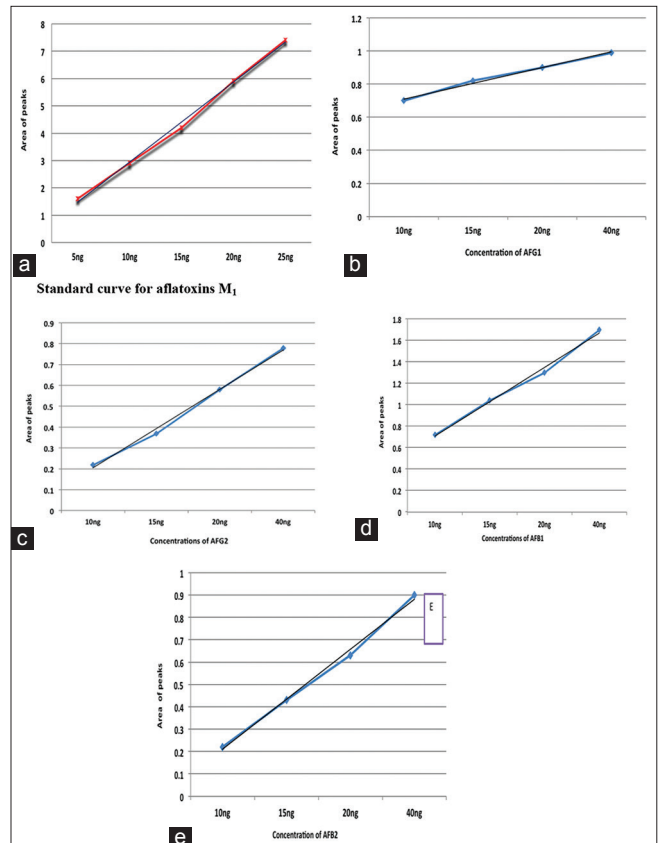 8
7
6
5
4
3
2
1
0
Area of peaks
5ng 10ng 15ng 20ng 25ng
a
Standard curve for aflatoxins M₁
1.2
1
0.8
0.6
0.4
0.2
0
Area of peaks
10ng 15ng 20ng 40ng
Concentration of AFG1
b
0.9
0.8
0.7
0.6
0.5
0.4
0.3
0.2
0.1
0
Area of peaks
10ng 15ng 20ng 40ng
Concentrations of AFG2
c
1.8
1.6
1.4
1.2
1
0.8
0.6
0.4
0.2
0
Area of peaks
10ng 15ng 20ng 40ng
Concentrations of AFB1
d
1
0.9
0.8
0.7
0.6
0.5
0.4
0.3
0.2
0.1
0
Area of peaks
E
10ng 15ng 20ng 40ng
Concentration of AFB2
e